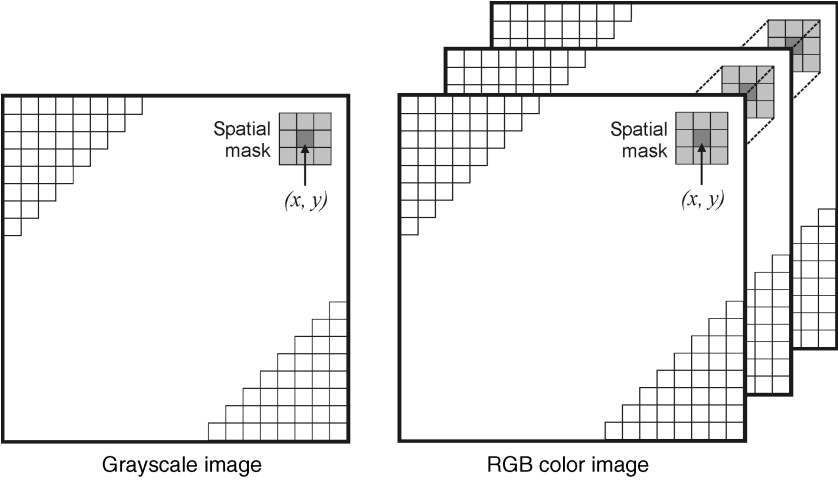 Spatial
mask
(x, y)
Grayscale image
Spatial
mask
(x, y)
RGB color image